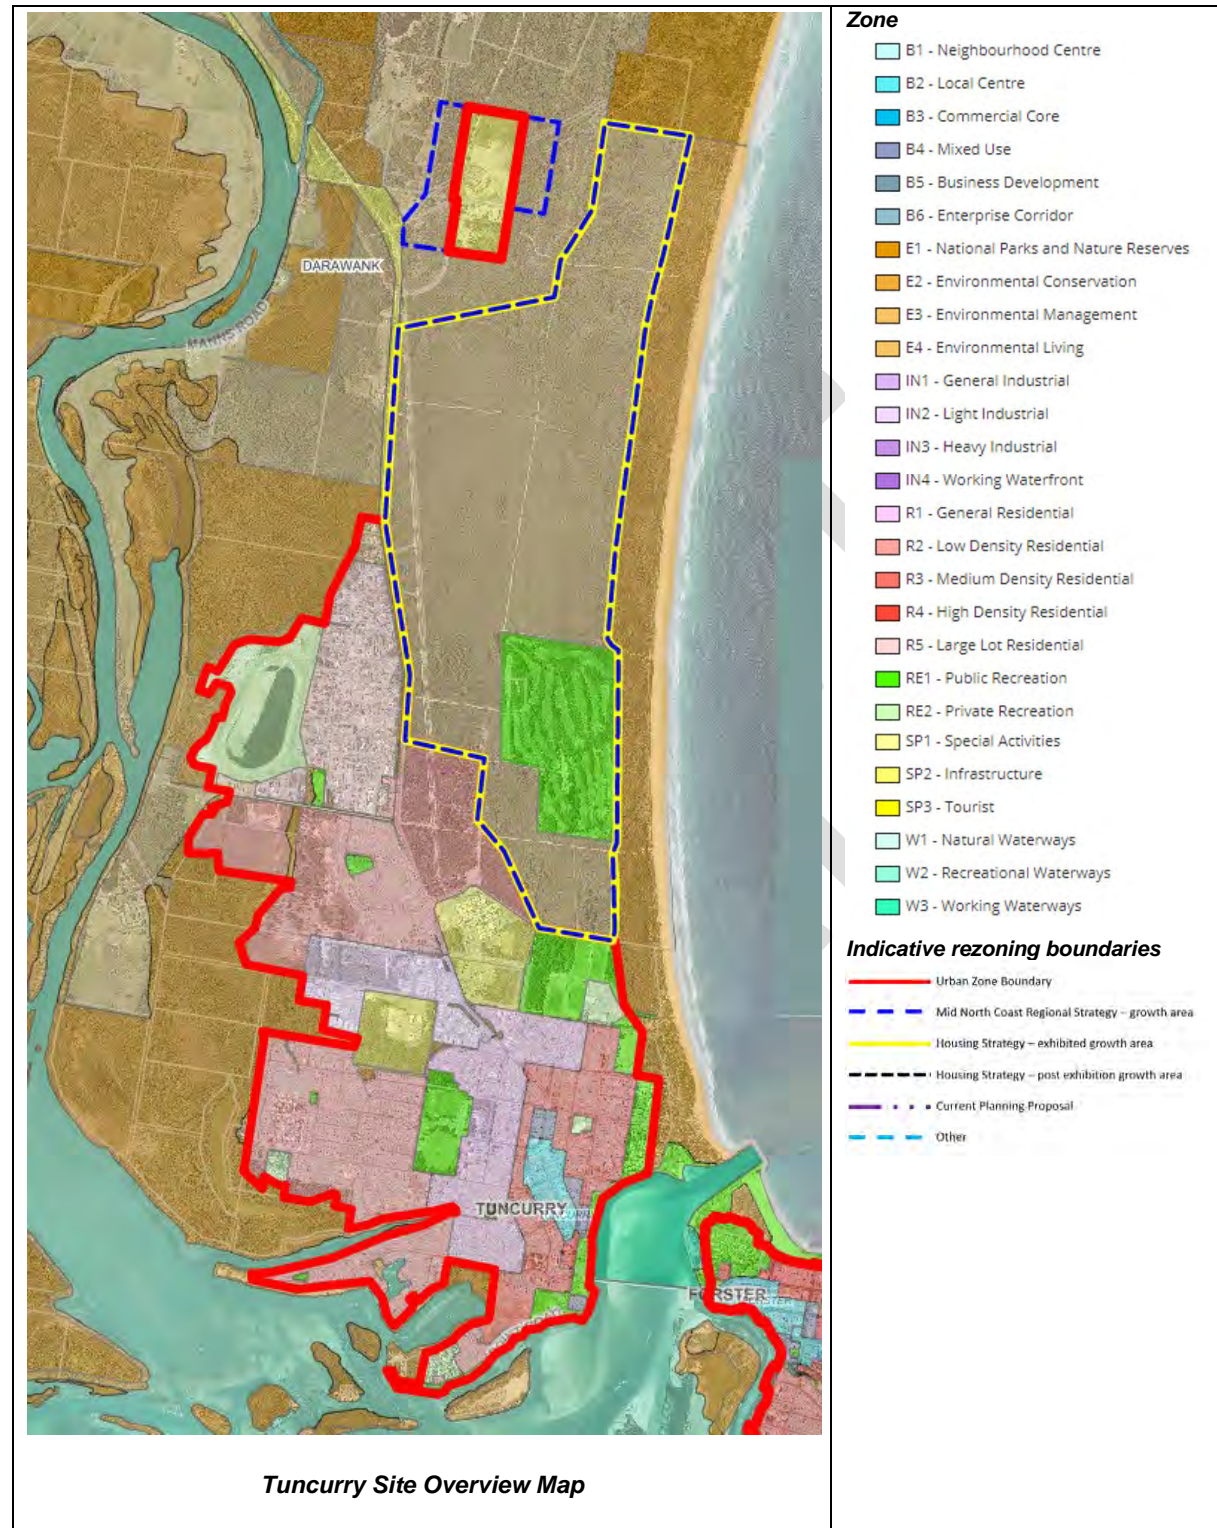 DARAWANK
MANNS ROAD
TUNCURRY
FORSTER
Tuncurry Site Overview Map
Zone
B1 - Neighbourhood Centre
B2 - Local Centre
B3 - Commercial Core
B4 - Mixed Use
B5 - Business Development
B6 - Enterprise Corridor
E1 - National Parks and Nature Reserves
E2 - Environmental Conservation
E3 - Environmental Management
E4 - Environmental Living
IN1 - General Industrial
IN2 - Light Industrial
IN3 - Heavy Industrial
IN4 - Working Waterfront
R1 - General Residential
R2 - Low Density Residential
R3 - Medium Density Residential
R4 - High Density Residential
R5 - Large Lot Residential
RE1 - Public Recreation
RE2 - Private Recreation
SP1 - Special Activities
SP2 - Infrastructure
SP3 - Tourist
W1 - Natural Waterways
W2 - Recreational Waterways
W3 - Working Waterways
Indicative rezoning boundaries
Urban Zone Boundary
Mid North Coast Regional Strategy – growth area
Housing Strategy – exhibited growth area
Housing Strategy – post exhibition growth area
Current Planning Proposal
Other